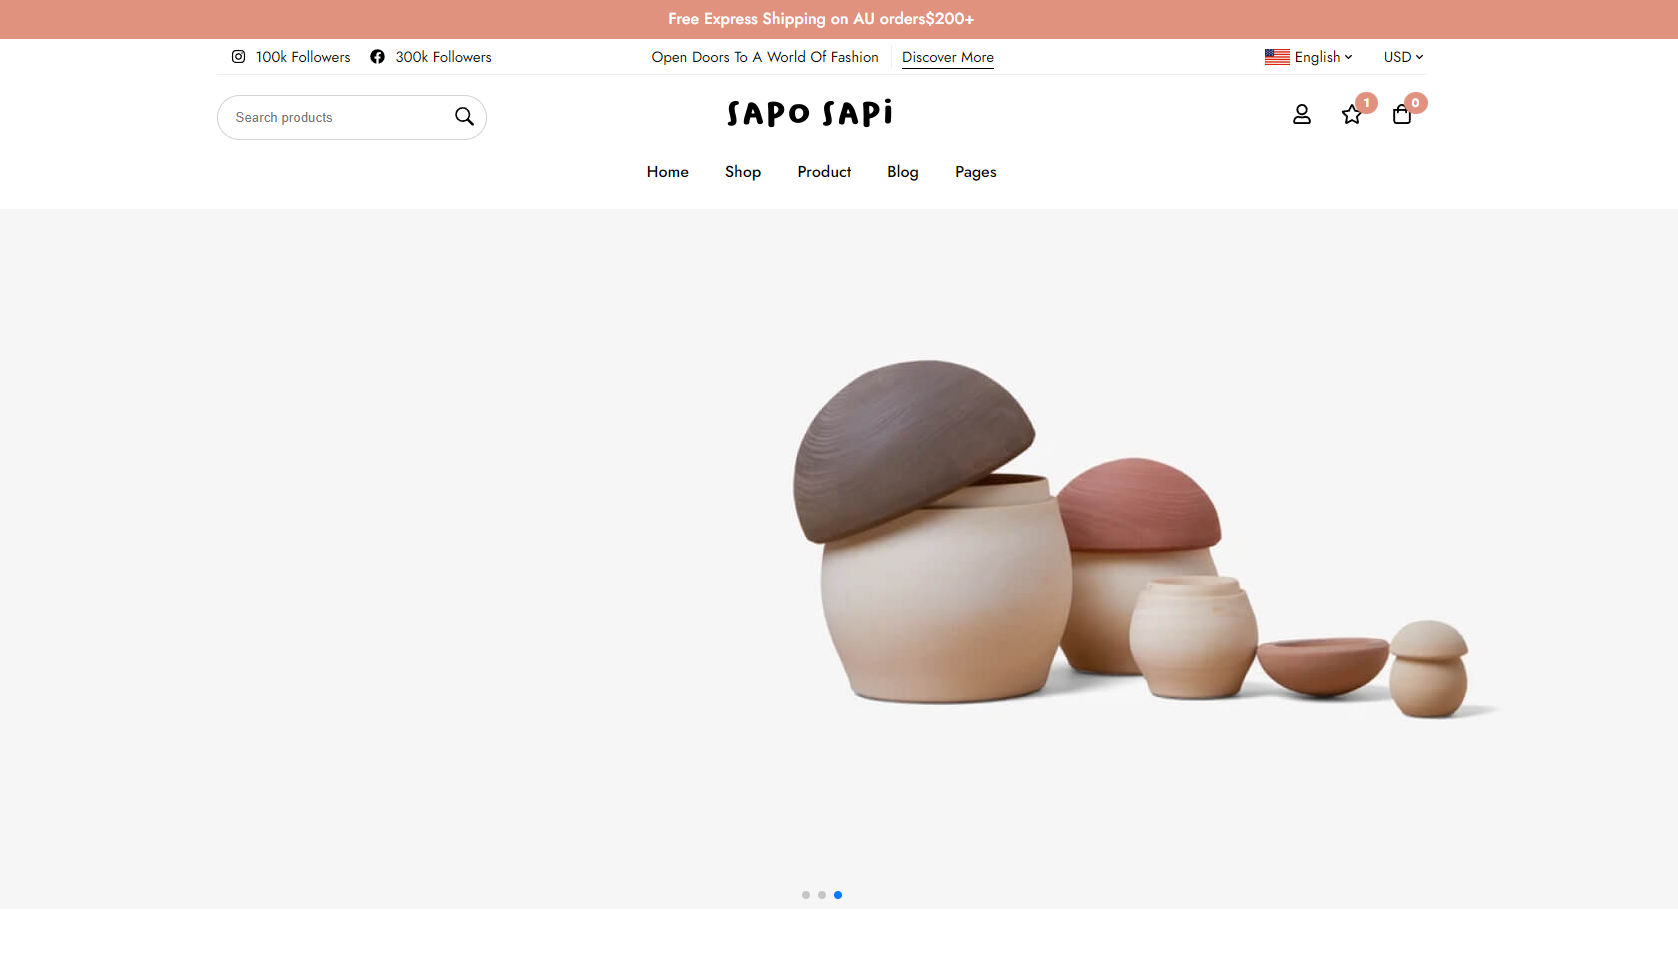 Free Express Shipping on AU orders$200+
100k Followers 300k Followers Open Doors To A World Of Fashion Discover More English USD
Search products SAPO SAPi 1 0
Home Shop Product Blog Pages